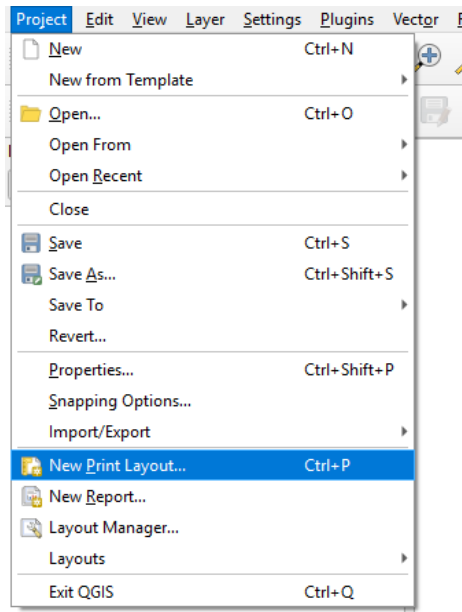 Project Edit View Layer Settings Plugins Vector
New Ctrl+N
New from Template
Open... Ctrl+O
Open From
Open Recent
Close
Save Ctrl+S
Save As... Ctrl+Shift+S
Save To
Revert...
Properties... Ctrl+Shift+P
Snapping Options...
Import/Export
New Print Layout... Ctrl+P
New Report...
Layout Manager...
Layouts
Exit QGIS Ctrl+Q